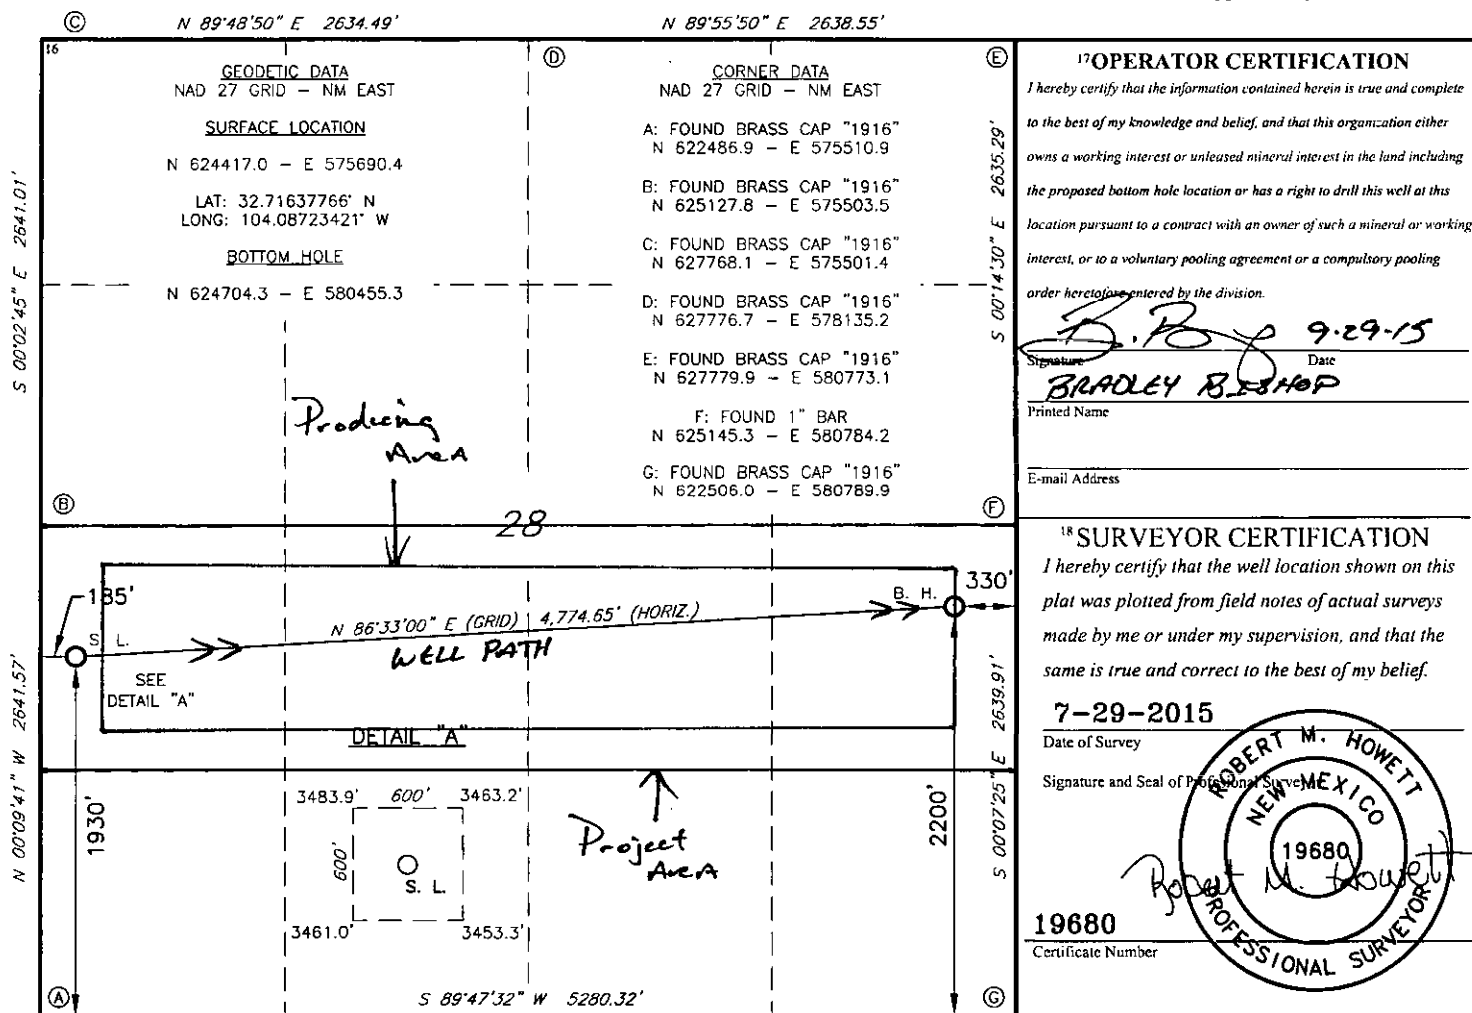 N 89°48'50" E 2634.49'
N 89°55'50" E 2638.55'
C
D
E
16
GEODETIC DATA
NAD 27 GRID – NM EAST
SURFACE LOCATION
N 624417.0 – E 575690.4
LAT: 32.71637766° N
LONG: 104.08723421° W
BOTTOM HOLE
N 624704.3 – E 580455.3
CORNER DATA
NAD 27 GRID – NM EAST
A: FOUND BRASS CAP "1916"
N 622486.9 – E 575510.9
B: FOUND BRASS CAP "1916"
N 625127.8 – E 575503.5
C: FOUND BRASS CAP "1916"
N 627768.1 – E 575501.4
D: FOUND BRASS CAP "1916"
N 627776.7 – E 578135.2
E: FOUND BRASS CAP "1916"
N 627779.9 – E 580773.1
F: FOUND 1" BAR
N 625145.3 – E 580784.2
G: FOUND BRASS CAP "1916"
N 622506.0 – E 580789.9
S 00°02'45" E 2641.01'
S 00°14'30" E 2635.29'
Producing
Area
B
F
28
185'
S. L.
SEE
DETAIL "A"
N 86°33'00" E (GRID) 4,774.65' (HORIZ.)
WELL PATH
B. H.
330'
DETAIL "A"
N 00°09'41" W 2641.57'
S 00°07'25" E 2639.91'
1930'
2200'
3483.9' 600' 3463.2'
600'
S. L.
3461.0' 3453.3'
Project
Area
A
S 89°47'32" W 5280.32'
G
17 OPERATOR CERTIFICATION
I hereby certify that the information contained herein is true and complete
to the best of my knowledge and belief, and that this organization either
owns a working interest or unleased mineral interest in the land including
the proposed bottom hole location or has a right to drill this well at this
location pursuant to a contract with an owner of such a mineral or working
interest, or to a voluntary pooling agreement or a compulsory pooling
order heretofore entered by the division.
9-29-15
Signature Date
BRADLEY BISHOP
Printed Name
E-mail Address
18 SURVEYOR CERTIFICATION
I hereby certify that the well location shown on this
plat was plotted from field notes of actual surveys
made by me or under my supervision, and that the
same is true and correct to the best of my belief.
7-29-2015
Date of Survey
Signature and Seal of Professional Surveyor
ROBERT M. HOWETT
NEW MEXICO
19680
Robert M. Howett
PROFESSIONAL SURVEYOR
19680
Certificate Number